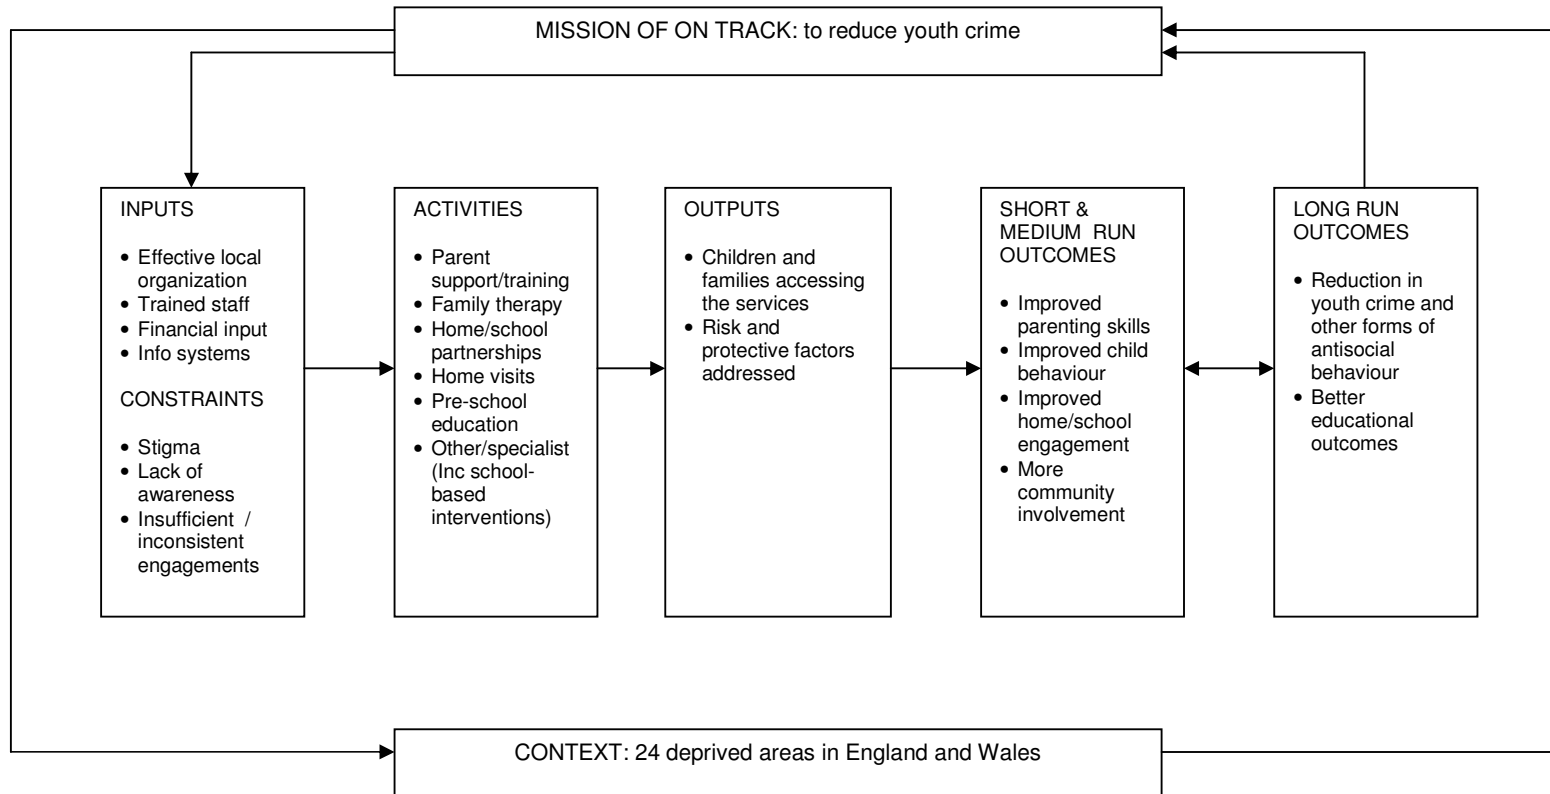 MISSION OF ON TRACK: to reduce youth crime
INPUTS
• Effective local
organization
• Trained staff
• Financial input
• Info systems
CONSTRAINTS
• Stigma
• Lack of
awareness
• Insufficient /
inconsistent
engagements
ACTIVITIES
• Parent
support/training
• Family therapy
• Home/school
partnerships
• Home visits
• Pre-school
education
• Other/specialist
(Inc school-
based
interventions)
OUTPUTS
• Children and
families accessing
the services
• Risk and
protective factors
addressed
SHORT &
MEDIUM RUN
OUTCOMES
• Improved
parenting skills
• Improved child
behaviour
• Improved
home/school
engagement
• More
community
involvement
LONG RUN
OUTCOMES
• Reduction in
youth crime and
other forms of
antisocial
behaviour
• Better
educational
outcomes
CONTEXT: 24 deprived areas in England and Wales